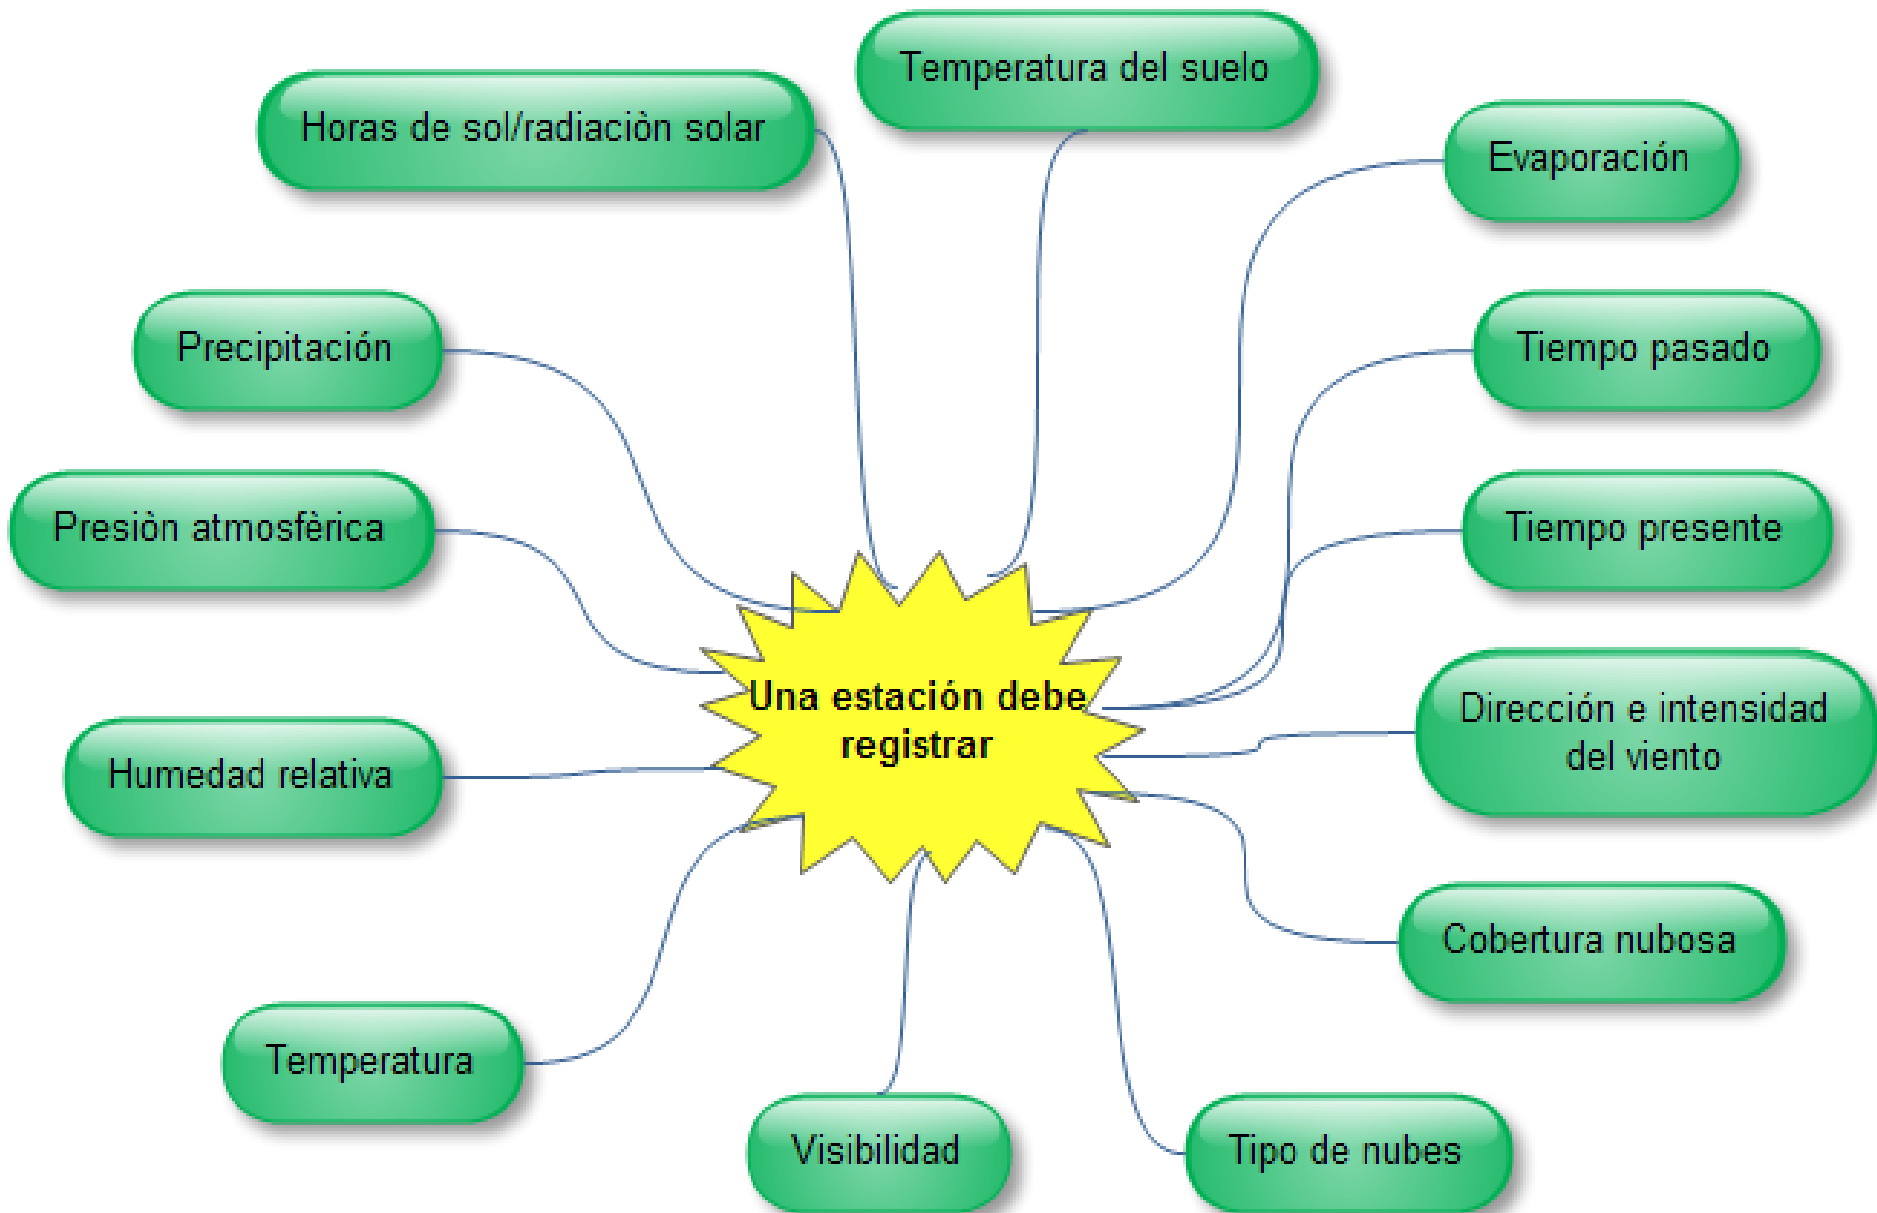 Temperatura del suelo
Horas de sol/radiaciòn solar
Evaporación
Precipitación
Tiempo pasado
Presiòn atmosfèrica
Tiempo presente
Una estación debe
registrar
Dirección e intensidad
del viento
Humedad relativa
Cobertura nubosa
Temperatura
Visibilidad
Tipo de nubes